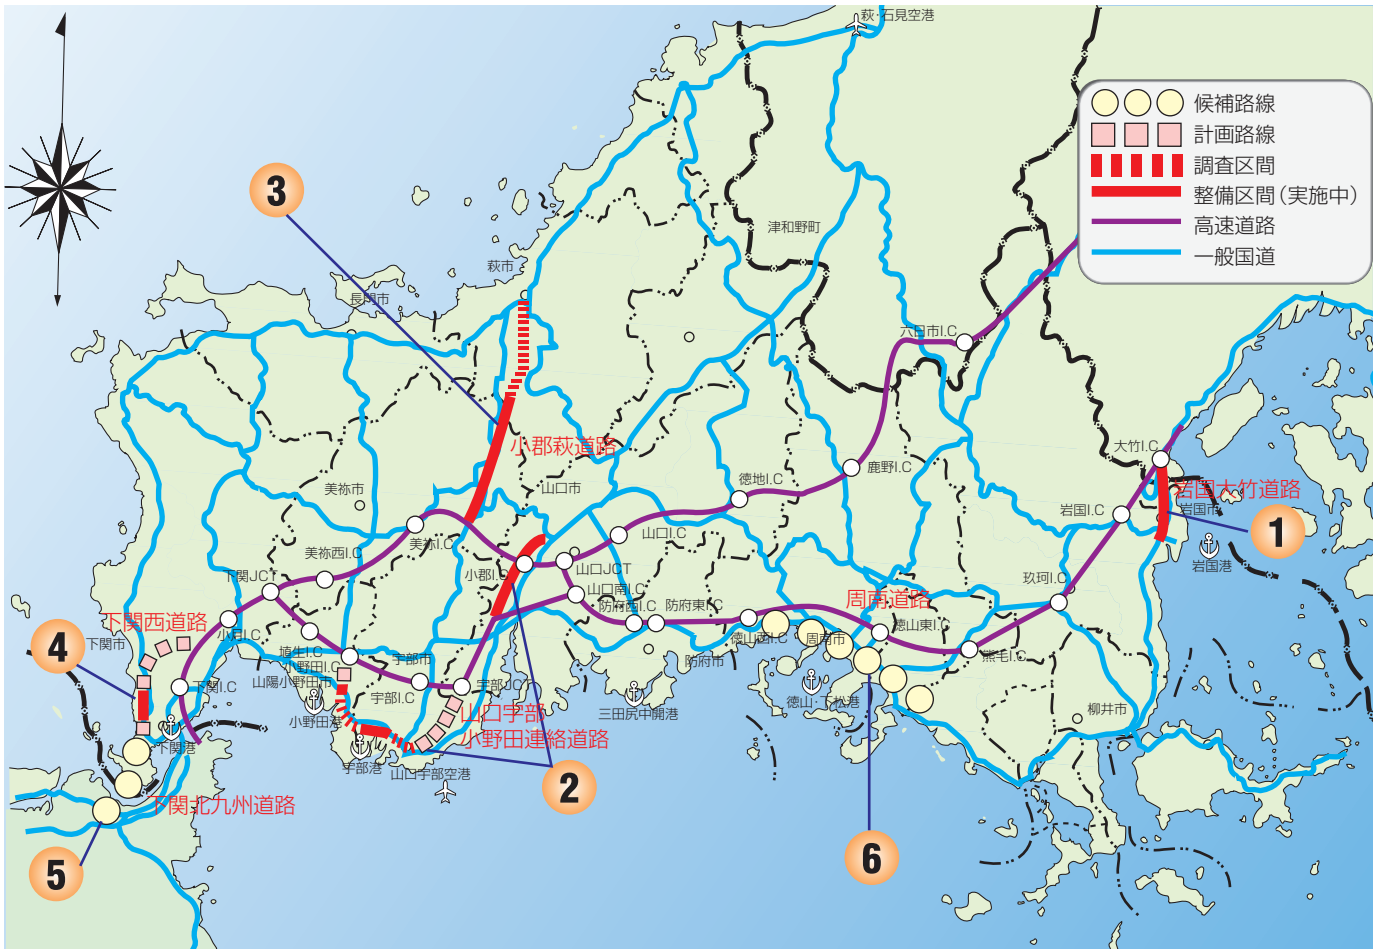 萩・石見空港
候補路線
計画路線
調査区間
整備区間(実施中)
高速道路
一般国道
3
津和野町
萩市
長門市
六日市I.C
大竹I.C
小郡萩道路
徳地I.C
鹿野I.C
岩国大竹道路
岩国市
美祢市
山口市
岩国I.C
1
山口I.C
美祢I.C
岩国港
美祢西I.C
小郡I.C
山口JCT
下関JCT
玖珂I.C
山口南I.C
防府西I.C
防府東I.C
周南道路
下関西道路
小月I.C
徳山西I.C
周南市
徳山東I.C
4
下関市
埴生I.C
小野田I.C
宇部市
防府市
熊毛I.C
6
山陽小野田市
下関I.C
宇部I.C
宇部JCT
徳山・下松港
柳井市
小野田港
山口宇部
小野田連絡道路
三田尻中関港
下関港
宇部港
山口宇部空港
2
下関北九州道路
5